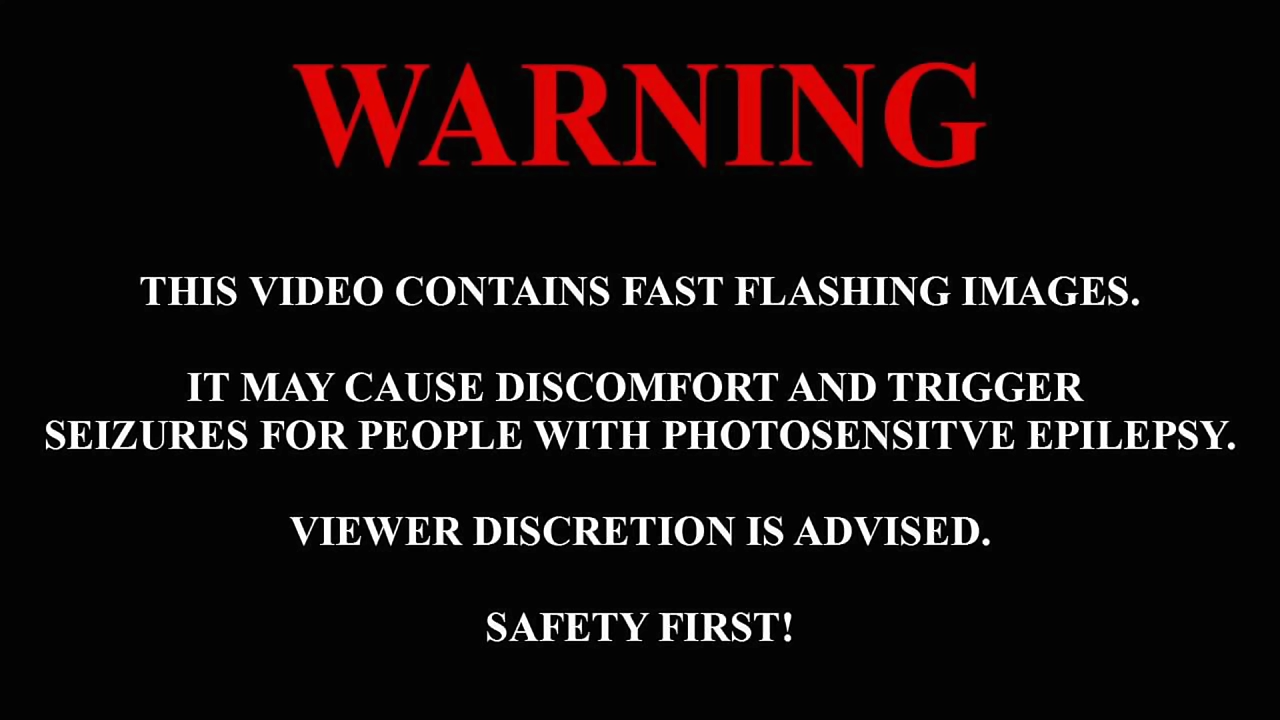 WARNING
THIS VIDEO CONTAINS FAST FLASHING IMAGES.
IT MAY CAUSE DISCOMFORT AND TRIGGER
SEIZURES FOR PEOPLE WITH PHOTOSENSITVE EPILEPSY.
VIEWER DISCRETION IS ADVISED.
SAFETY FIRST!